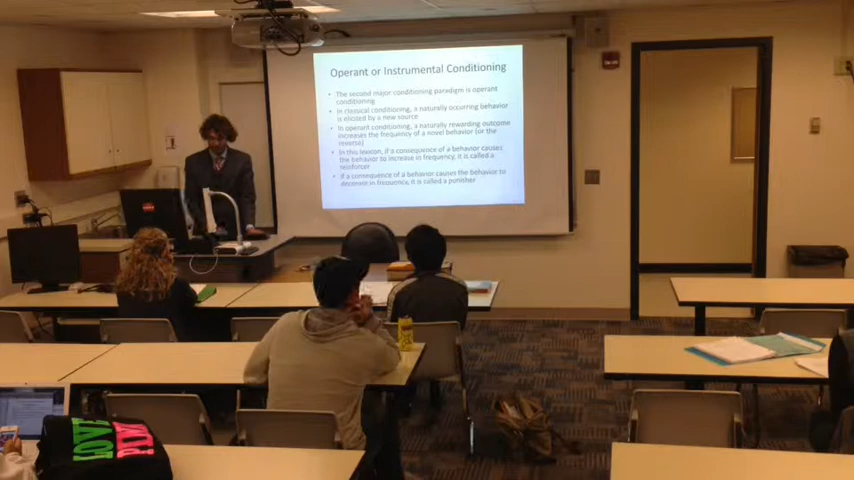 Operant or Instrumental Conditioning
• The second major conditioning paradigm is operant
conditioning
• In classical conditioning, a naturally occurring behavior
is elicited by a new source
• In operant conditioning, a naturally rewarding outcome
increases the frequency of a novel behavior (or the
reverse)
• In this lexicon, if a consequence of a behavior causes
the behavior to increase in frequency, it is called a
reinforcer
• If a consequence of a behavior causes the behavior to
decrease in frequency, it is called a punisher